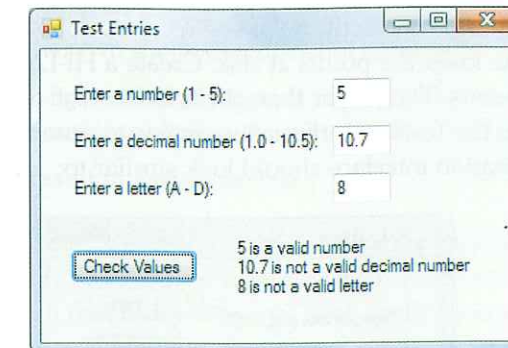 Test Entries
Enter a number (1 - 5): 5
Enter a decimal number (1.0 - 10.5): 10.7
Enter a letter (A - D): 8
Check Values
5 is a valid number
10.7 is not a valid decimal number
8 is not a valid letter